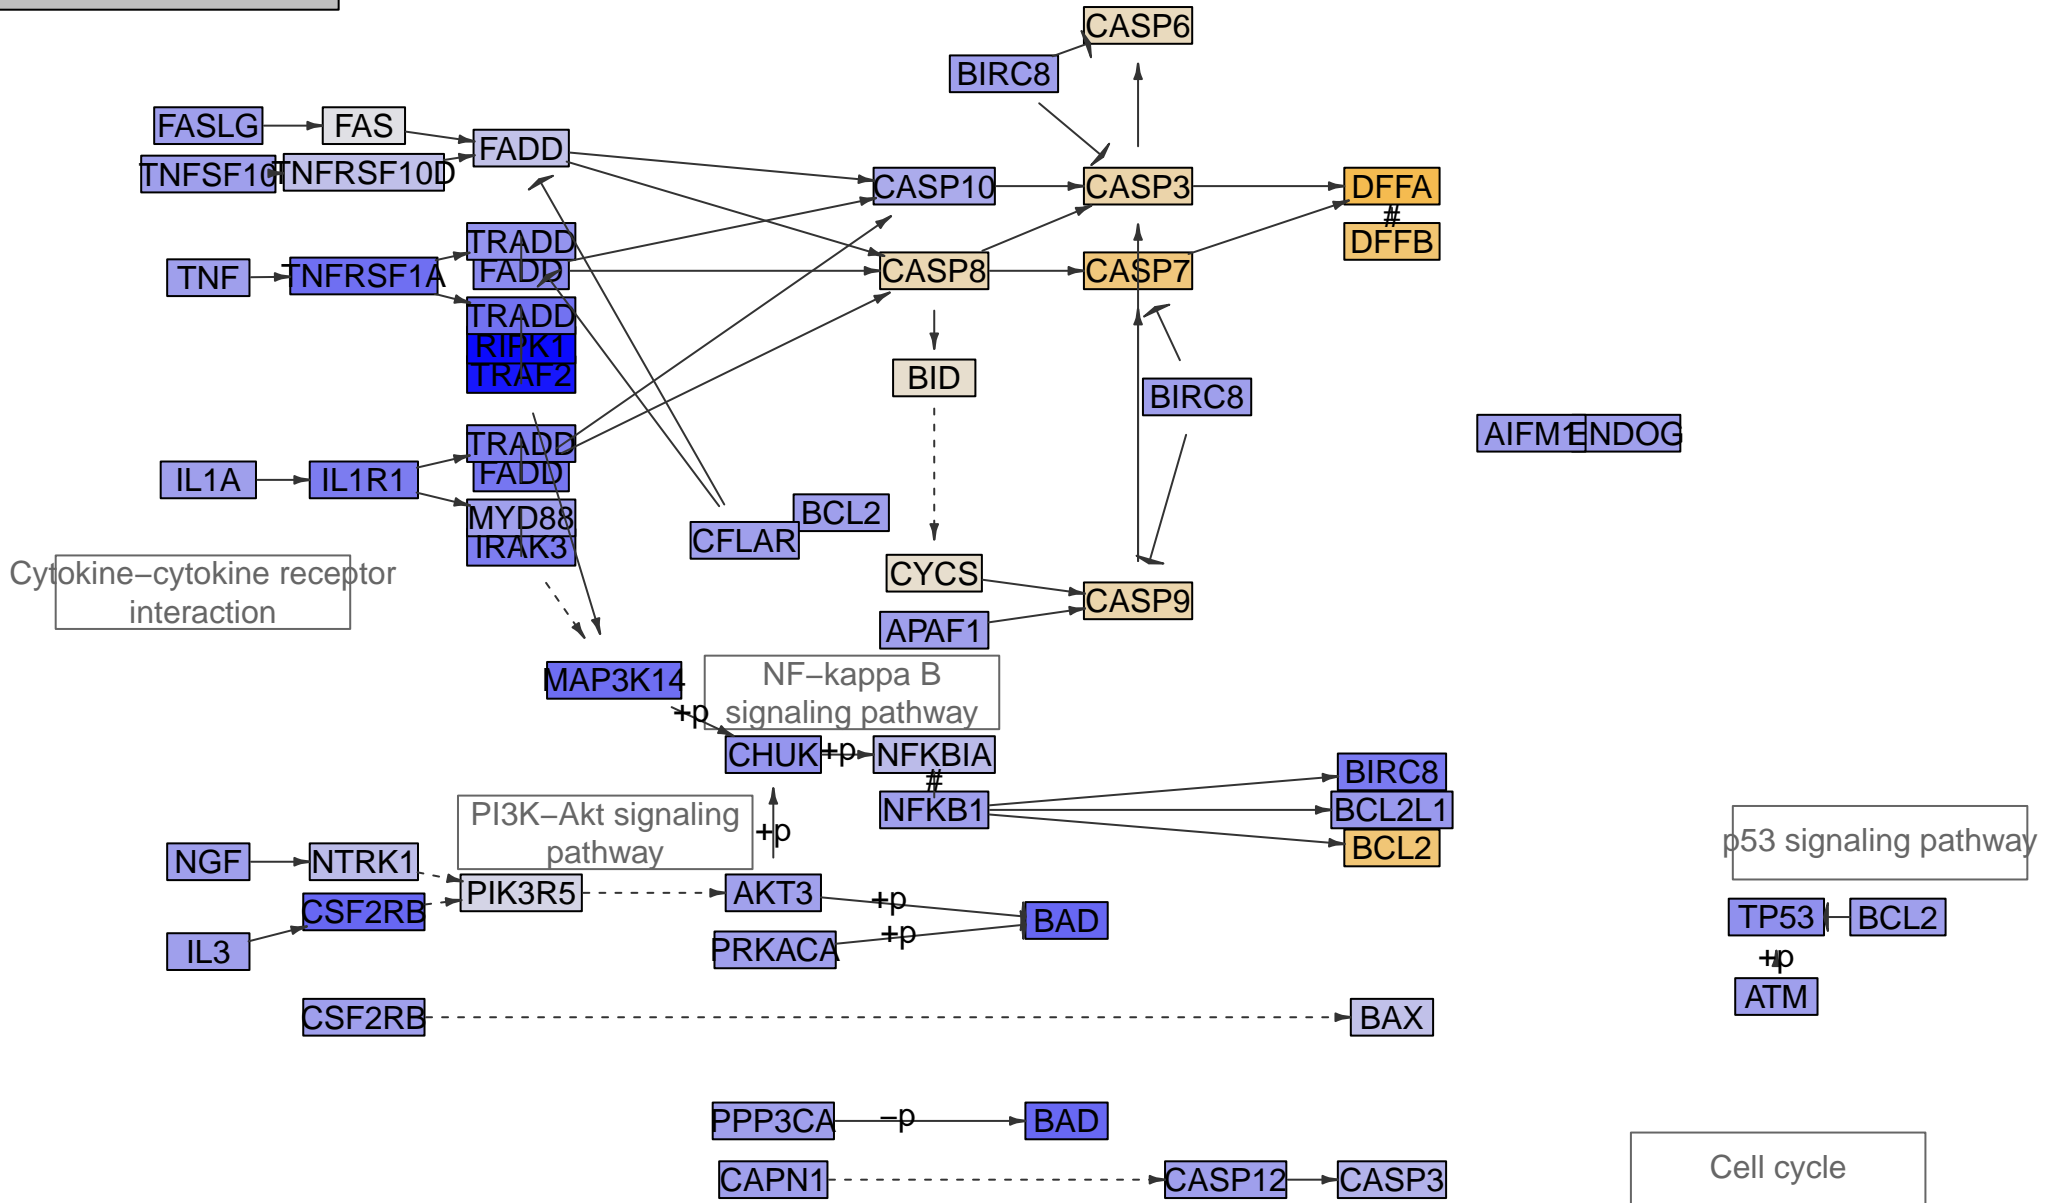 CASP6
BIRC8
FASLG
FAS
FADD
TNFSF10
TNFRSF10D
CASP10
CASP3
DFFA
#
DFFB
TRADD
FADD
TNF
TNFRSF1A
CASP8
CASP7
TRADD
RIPK1
TRAF2
BID
BIRC8
TRADD
FADD
AIFM1
ENDOG
IL1A
IL1R1
MYD88
IRAK3
BCL2
CFLAR
Cytokine–cytokine receptor
interaction
CYCS
CASP9
APAF1
MAP3K14
NF–kappa B
signaling pathway
+p
CHUK
+p
NFKBIA
#
NFKB1
BIRC8
BCL2L1
BCL2
PI3K–Akt signaling
pathway
+p
p53 signaling pathway
NGF
NTRK1
PIK3R5
AKT3
+p
BAD
CSF2RB
IL3
PRKACA
+p
TP53
BCL2
+p
ATM
CSF2RB
BAX
PPP3CA
–p
BAD
CAPN1
CASP12
CASP3
Cell cycle